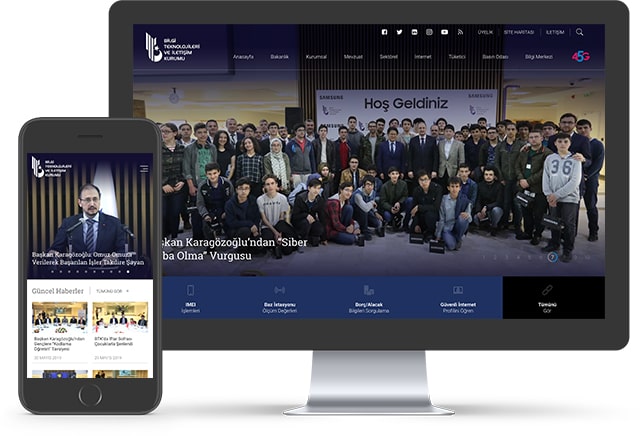 BİLGİ
TEKNOLOJİLERİ
VE İLETİŞİM
KURUMU
ÜYELİK
SİTE HARİTASI
İLETİŞİM
Anasayfa
Bakanlık
Kurumsal
Mevzuat
Sektörel
İnternet
Tüketici
Basın Odası
Bilgi Merkezi
4.5G
SAMSUNG
SAMSUNG
Hoş Geldiniz
36
şkan Karagözoğlu'ndan "Siber
ba Olma" Vurgusu
7
IMEI
İşlemleri
Baz İstasyonu
Ölçüm Değerleri
Borç/Alacak
Bilgileri Sorgulama
Güvenli İnternet
Profilini Öğren
Tümünü
Gör
BİLGİ
TEKNOLOJİLERİ
VE İLETİŞİM
KURUMU
Başkan Karagözoğlu: Omuz Omuza
Verilerek Başarılan İşler Takdire Şayan
Güncel Haberler
TÜMÜNÜ GÖR
Başkan Karagözoğlu'ndan
Gençlere "Kodlama
Öğretin" Tavsiyesi
20 MAYIS 2019
BTK'da İftar Sofrası
Çocuklarla Şenlendi
20 MAYIS 2019